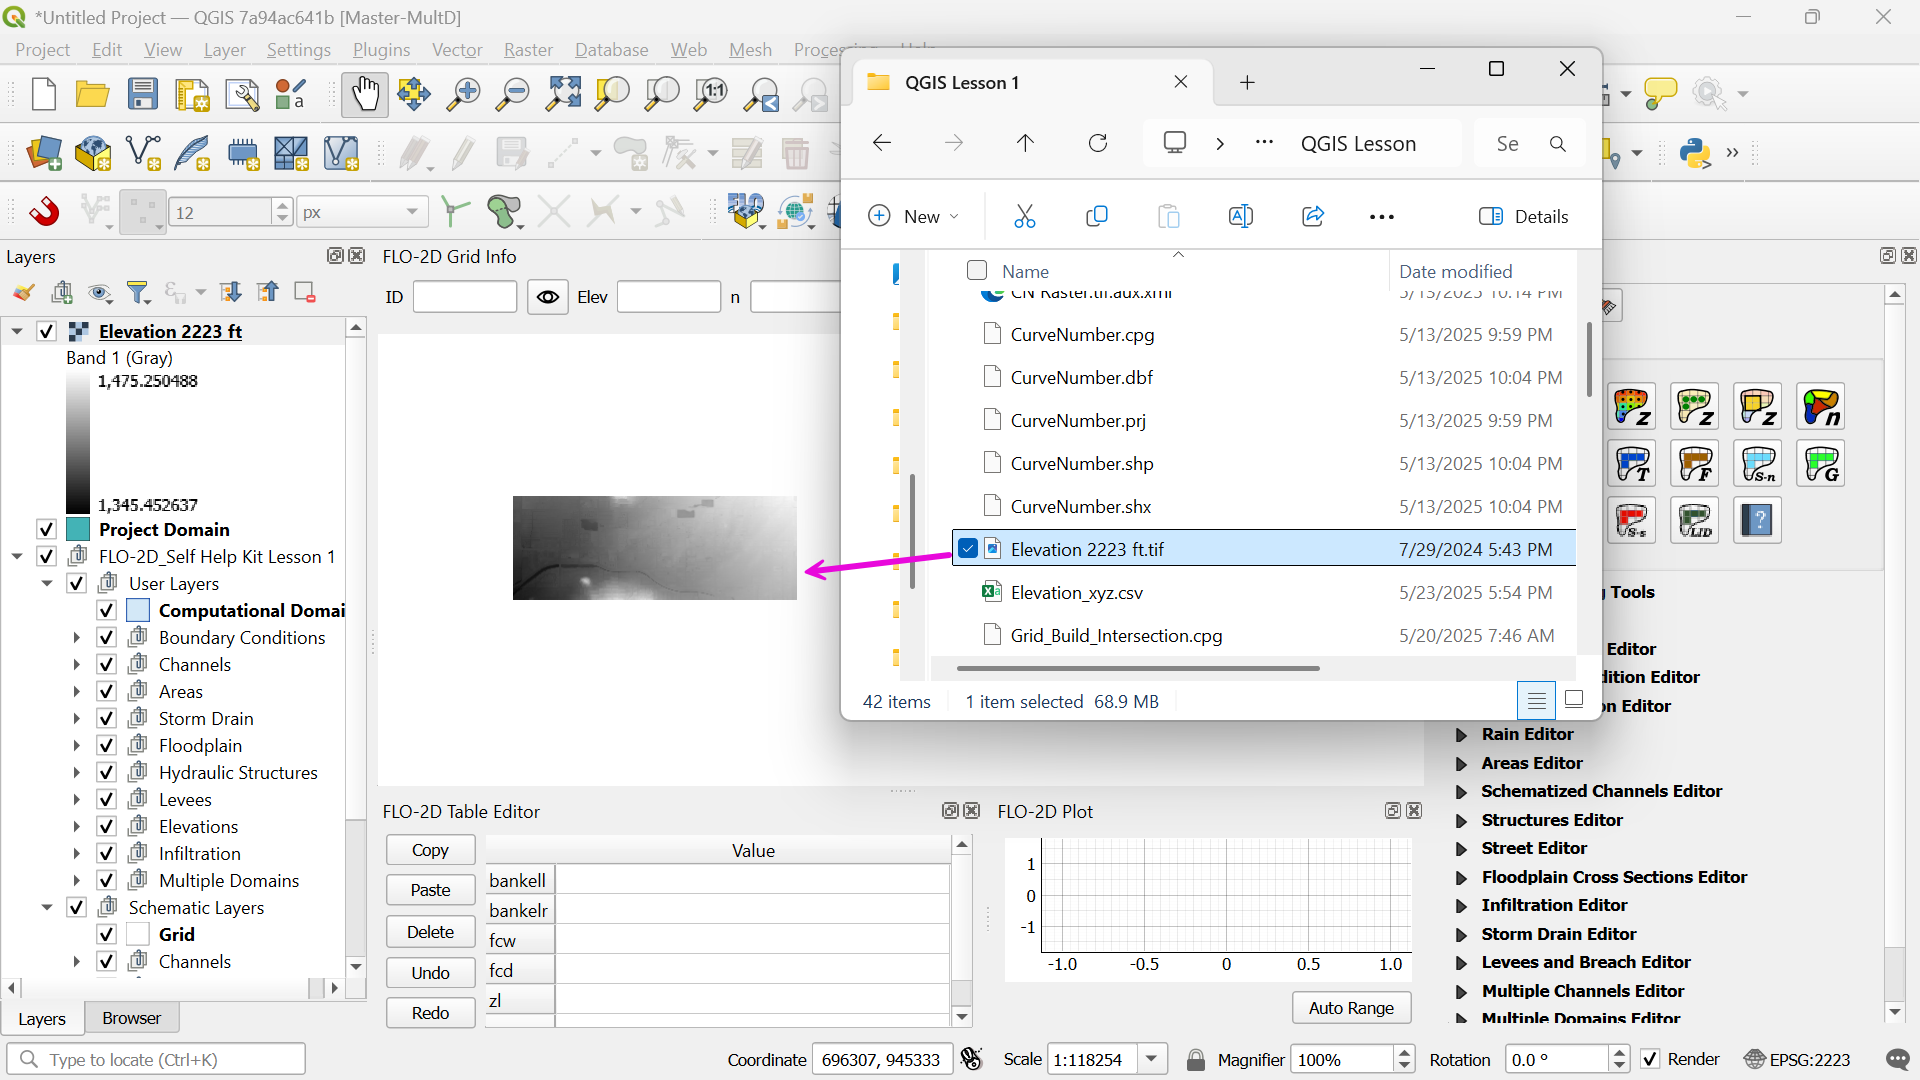 *Untitled Project — QGIS 7a94ac641b [Master-MultD]
Project Edit View Layer Settings Plugins Vector Raster Database Web Mesh
12
px
Layers
Elevation 2223 ft
Band 1 (Gray)
1,475.250488
1,345.452637
Project Domain
FLO-2D_Self Help Kit Lesson 1
User Layers
Computational Domai
Boundary Conditions
Channels
Areas
Storm Drain
Floodplain
Hydraulic Structures
Levees
Elevations
Infiltration
Multiple Domains
Schematic Layers
Grid
Channels
Layers Browser
Type to locate (Ctrl+K)
FLO-2D Grid Info
ID Elev n
QGIS Lesson 1
QGIS Lesson
Se
New
Details
Name Date modified
CN Raster.tif.aux.xml 5/13/2025 10:14 PM
CurveNumber.cpg 5/13/2025 9:59 PM
CurveNumber.dbf 5/13/2025 10:04 PM
CurveNumber.prj 5/13/2025 9:59 PM
CurveNumber.shp 5/13/2025 10:04 PM
CurveNumber.shx 5/13/2025 10:04 PM
Elevation 2223 ft.tif 7/29/2024 5:43 PM
Elevation_xyz.csv 5/23/2025 5:54 PM
Grid_Build_Intersection.cpg 5/20/2025 7:46 AM
42 items 1 item selected 68.9 MB
FLO-2D Table Editor
Copy
Paste
Delete
Undo
Redo
Value
bankell
bankelr
fcw
fcd
zl
FLO-2D Plot
1
0
-1
-1.0 -0.5 0 0.5 1.0
Auto Range
z z z n
T F S-n G
S-s LID ?
Tools
Editor
dition Editor
on Editor
Rain Editor
Areas Editor
Schematized Channels Editor
Structures Editor
Street Editor
Floodplain Cross Sections Editor
Infiltration Editor
Storm Drain Editor
Levees and Breach Editor
Multiple Channels Editor
Multiple Domains Editor
Coordinate 696307, 945333 Scale 1:118254 Magnifier 100% Rotation 0.0 ° Render EPSG:2223